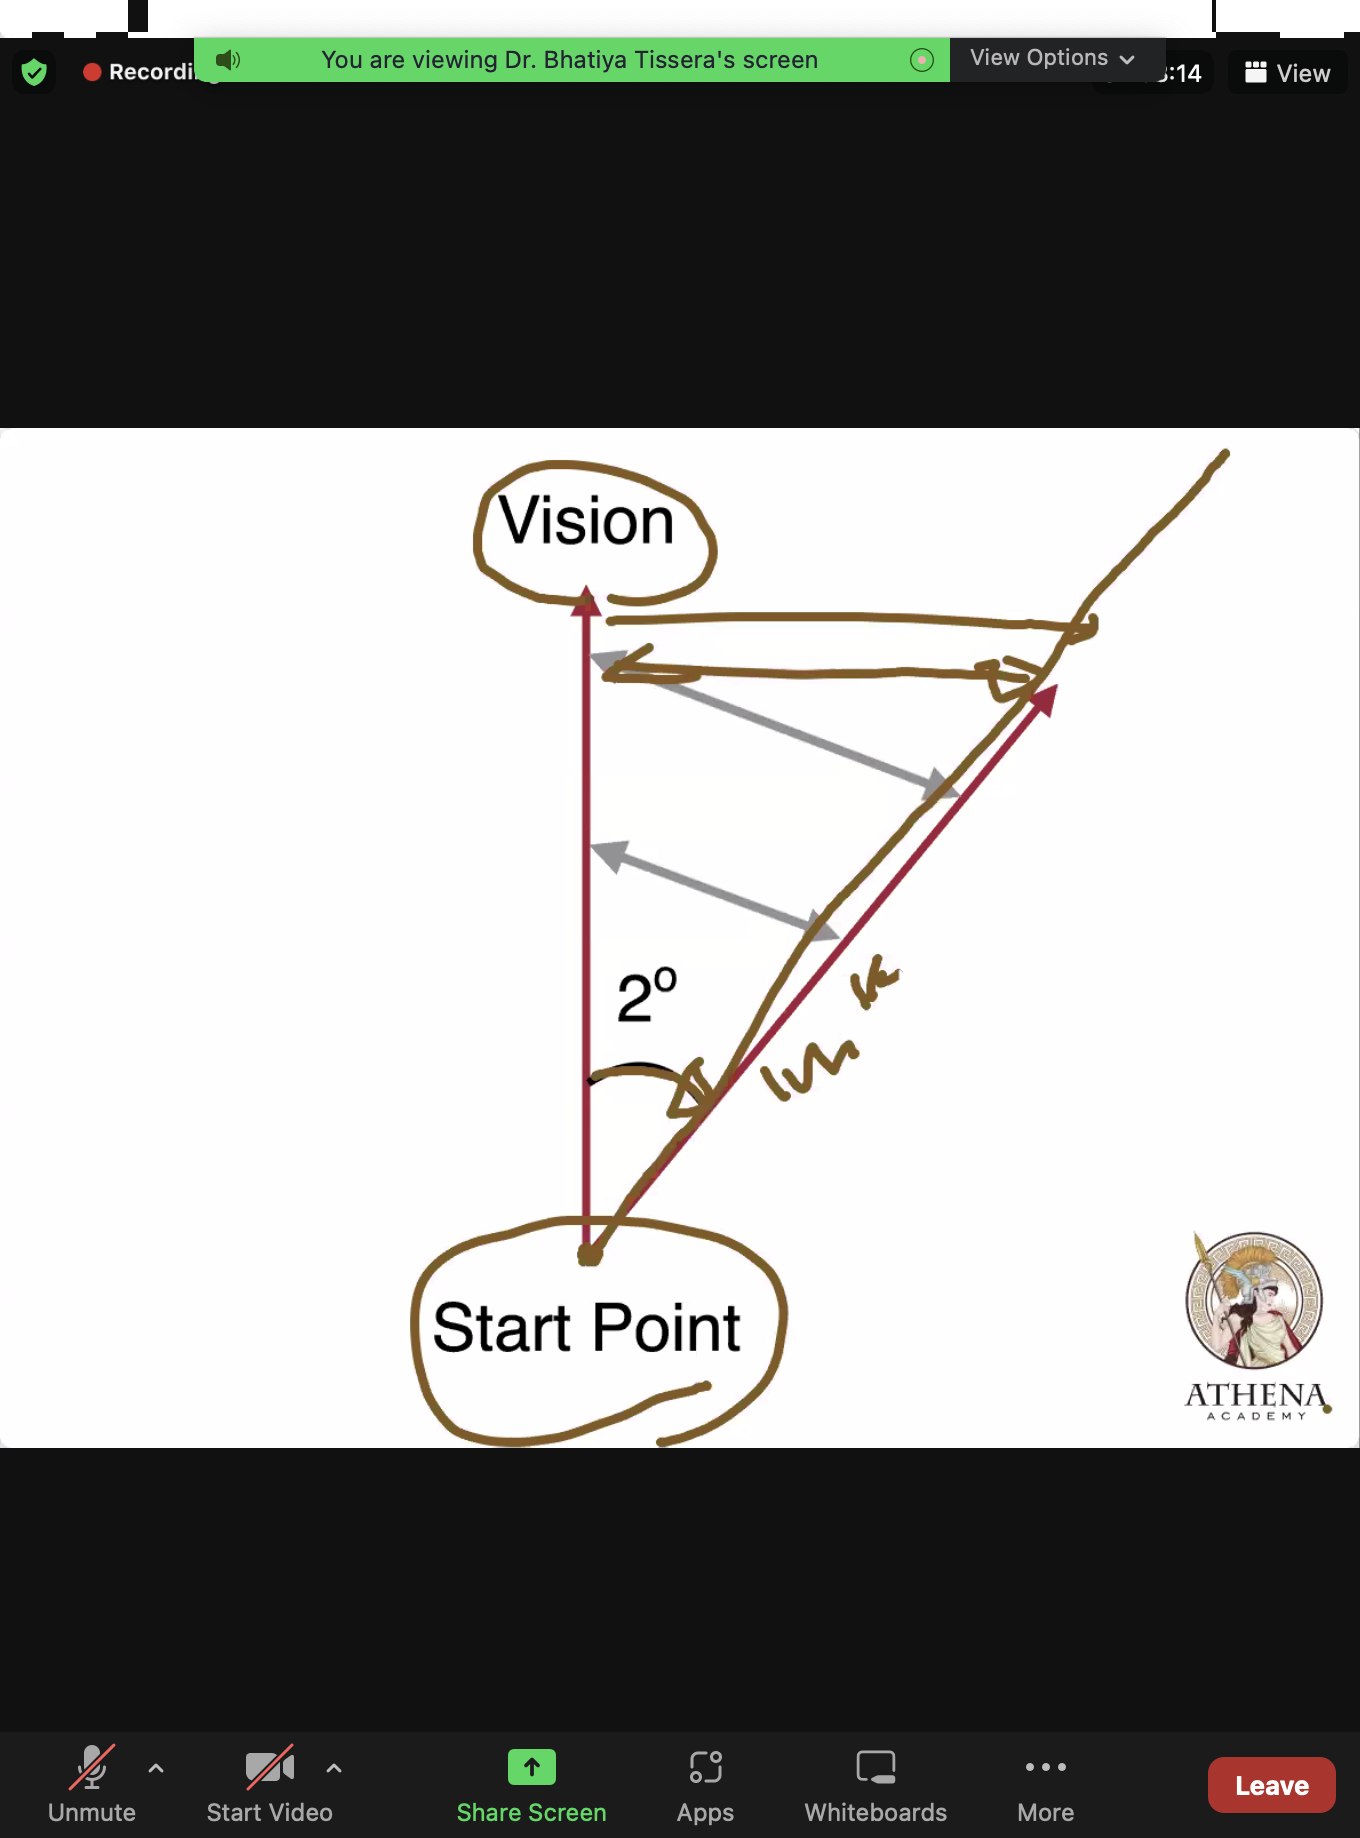 Recordi
You are viewing Dr. Bhatiya Tissera's screen
View Options
:14
View
Vision
2º
Start Point
ATHENA
ACADEMY
Unmute
Start Video
Share Screen
Apps
Whiteboards
More
Leave